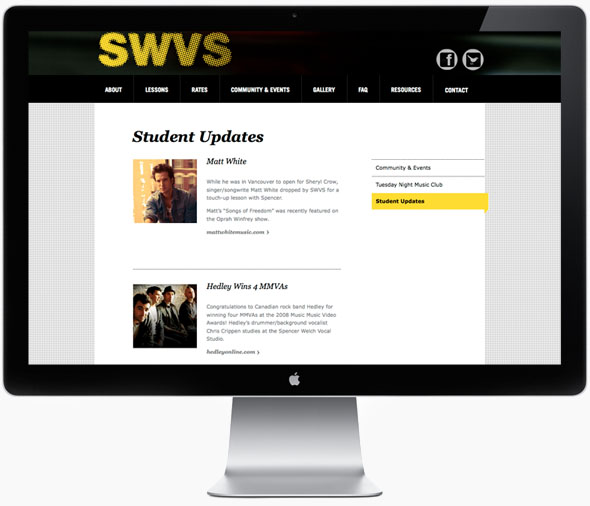 SWVS
ABOUT
LESSONS
RATES
COMMUNITY & EVENTS
GALLERY
FAQ
RESOURCES
CONTACT
Student Updates
Matt White
While he was in Vancouver to open for Sheryl Crow,
singer/songwrite Matt White dropped by SWVS for a
touch-up lesson with Spencer.
Matt's "Songs of Freedom" was recently featured on
the Oprah Winfrey show.
mattwhitemusic.com ›
Hedley Wins 4 MMVAs
Congratulations to Canadian rock band Hedley for
winning four MMVAs at the 2008 Music Music Video
Awards! Hedley's drummer/background vocalist
Chris Crippen studies at the Spencer Welch Vocal
Studio.
hedleyonline.com ›
Community & Events
Tuesday Night Music Club
Student Updates